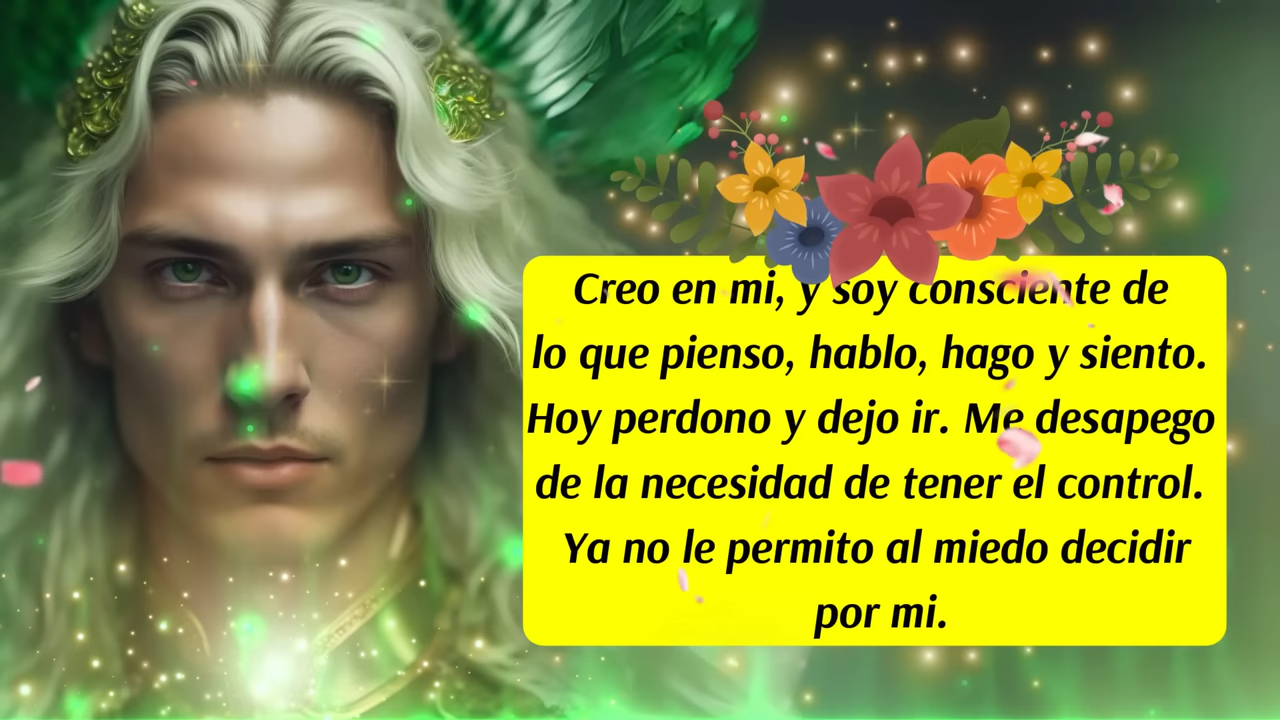 Creo en mi, y soy consciente de
lo que pienso, hablo, hago y siento.
Hoy perdono y dejo ir. Me desapego
de la necesidad de tener el control.
Ya no le permito al miedo decidir
por mi.